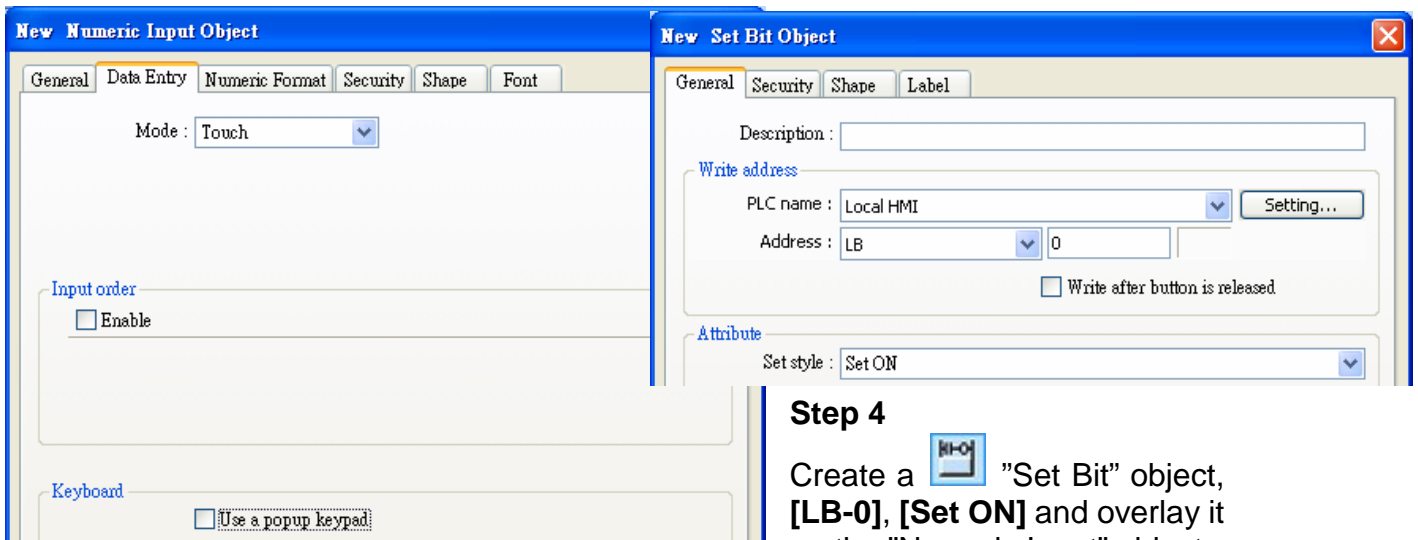 New Numeric Input Object
General Data Entry Numeric Format Security Shape Font
Mode : Touch
Input order
Enable
Keyboard
Use a popup keypad
New Set Bit Object
General Security Shape Label
Description :
Write address
PLC name : Local HMI Setting...
Address : LB 0
Write after button is released
Attribute
Set style : Set ON
Step 4
Create a ”Set Bit” object,
[LB-0], [Set ON] and overlay it